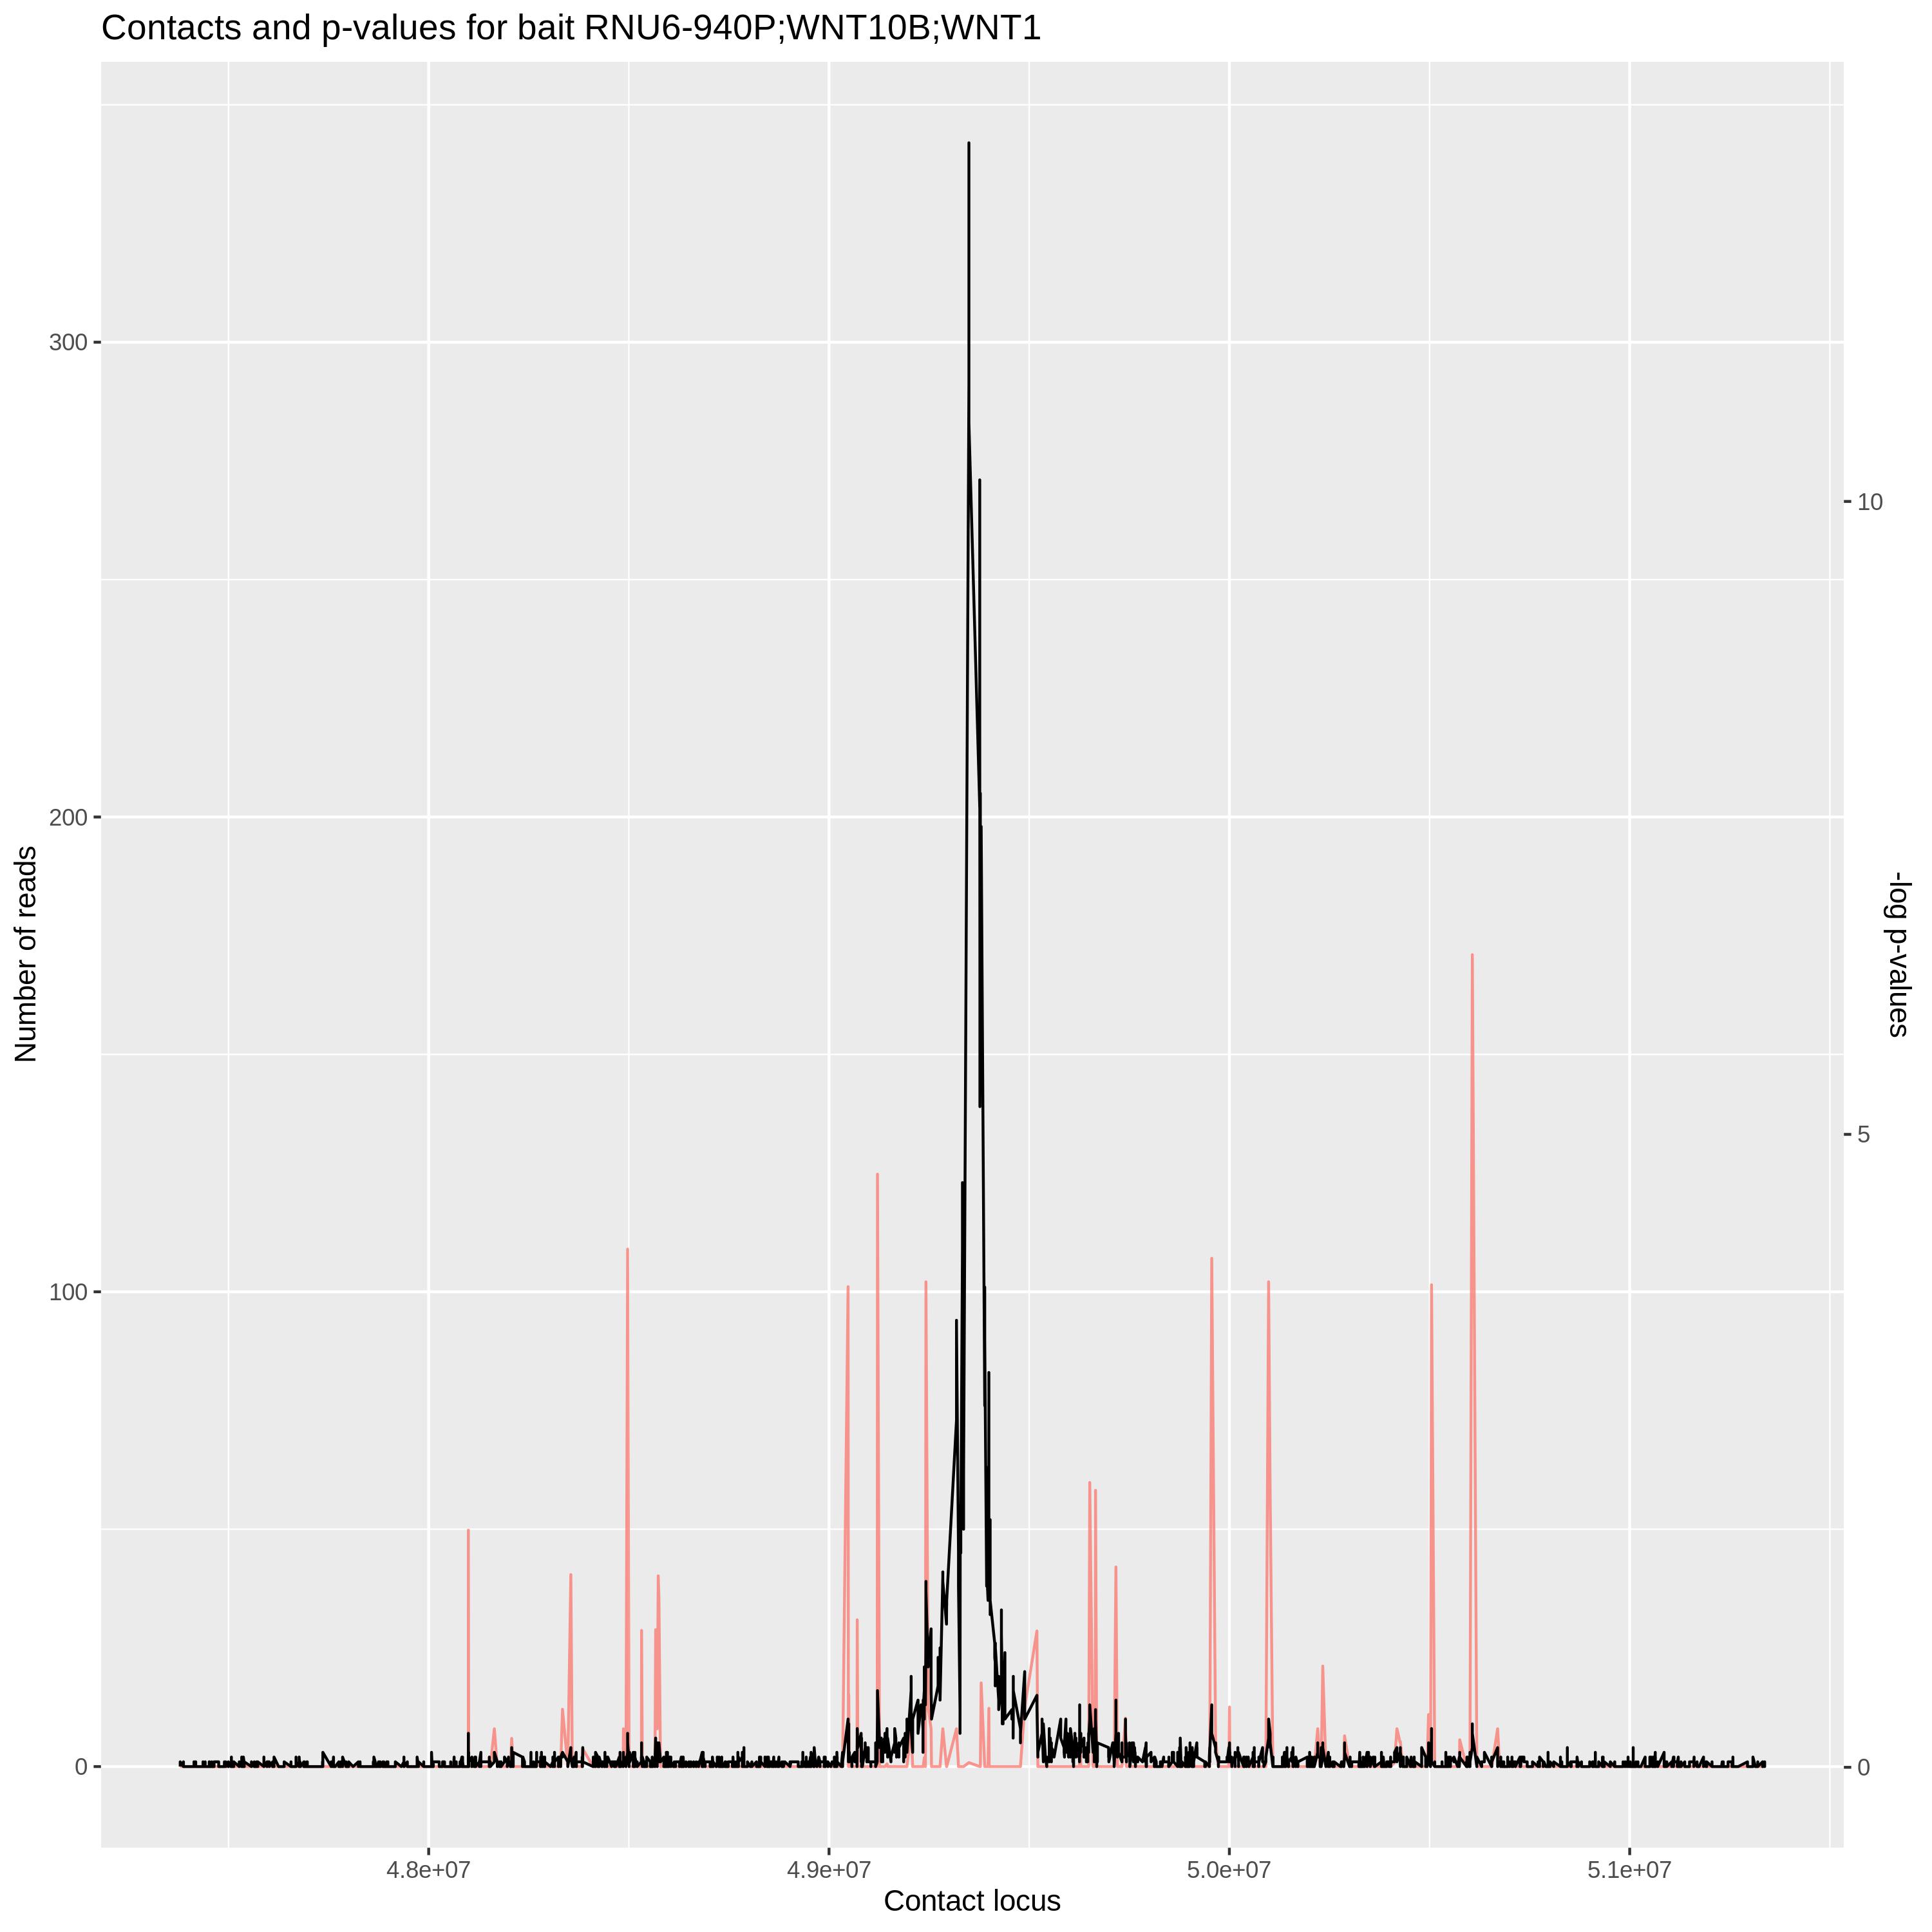 Contacts and p-values for bait RNU6-940P;WNT10B;WNT1
300
200
100
0
Number of reads
10
5
0
-log p-values
4.8e+07
4.9e+07
5.0e+07
5.1e+07
Contact locus